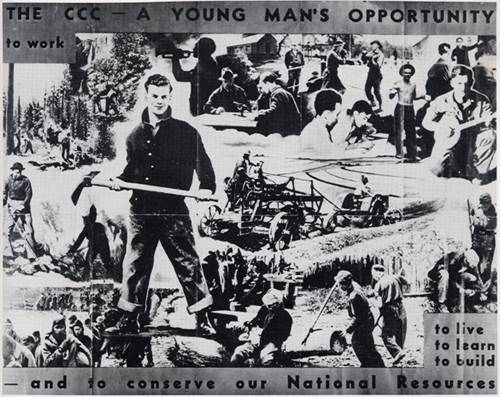 THE CCC — A YOUNG MAN'S OPPORTUNITY
to work
to live
to learn
to build
— and to conserve our National Resources